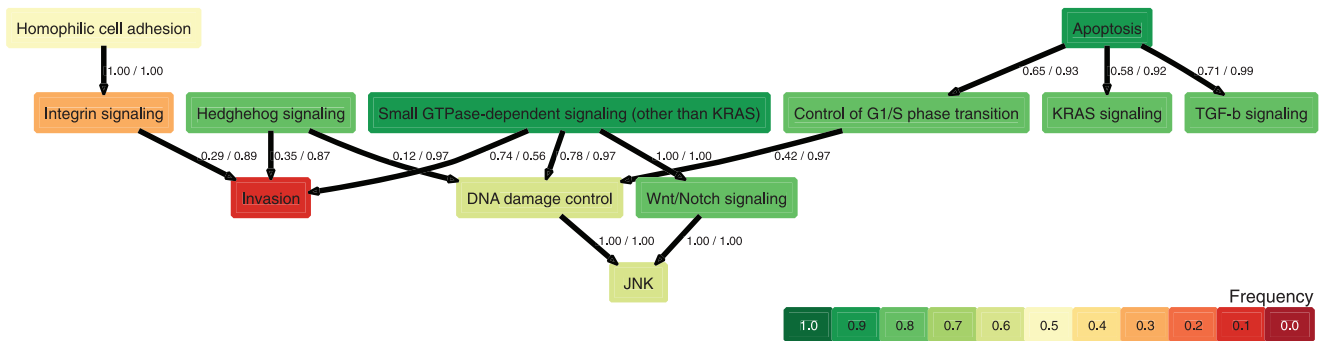 Homophilic cell adhesion
Apoptosis
1.00 / 1.00
0.65 / 0.93
0.58 / 0.92
0.71 / 0.99
Integrin signaling
Hedghehog signaling
Small GTPase-dependent signaling (other than KRAS)
Control of G1/S phase transition
KRAS signaling
TGF-b signaling
0.29 / 0.89
0.35 / 0.87
0.12 / 0.97
0.74 / 0.56
0.78 / 0.97
1.00 / 1.00
0.42 / 0.97
Invasion
DNA damage control
Wnt/Notch signaling
1.00 / 1.00
1.00 / 1.00
JNK
Frequency
1.0 0.9 0.8 0.7 0.6 0.5 0.4 0.3 0.2 0.1 0.0